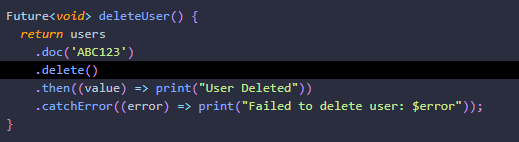 Future<void> deleteUser() {
  return users
    .doc('ABC123')
    .delete()
    .then((value) => print("User Deleted"))
    .catchError((error) => print("Failed to delete user: $error"));
}